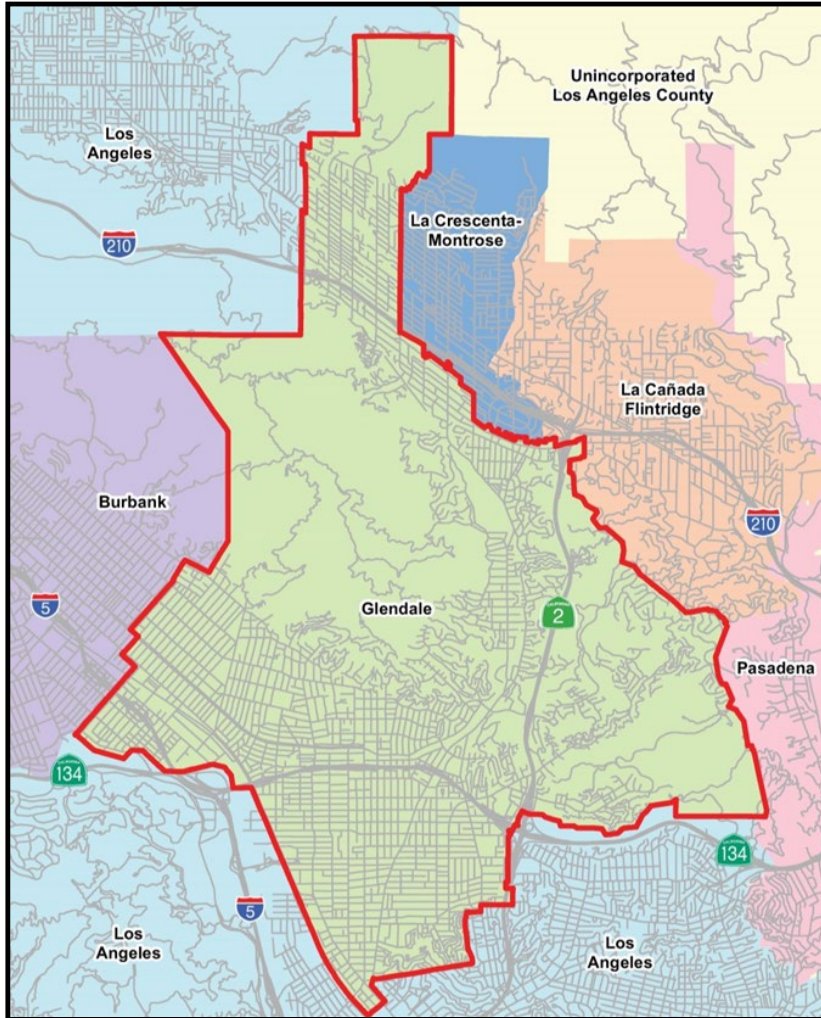 Unincorporated
Los Angeles County
Los
Angeles
La Crescenta-
Montrose
210
La Cañada
Flintridge
Burbank
210
5
Glendale
2
Pasadena
134
134
5
Los
Angeles
Los
Angeles